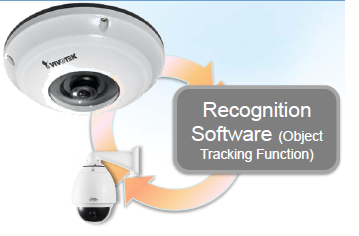 VIVOTEK
Recognition
Software (Object
Tracking Function)